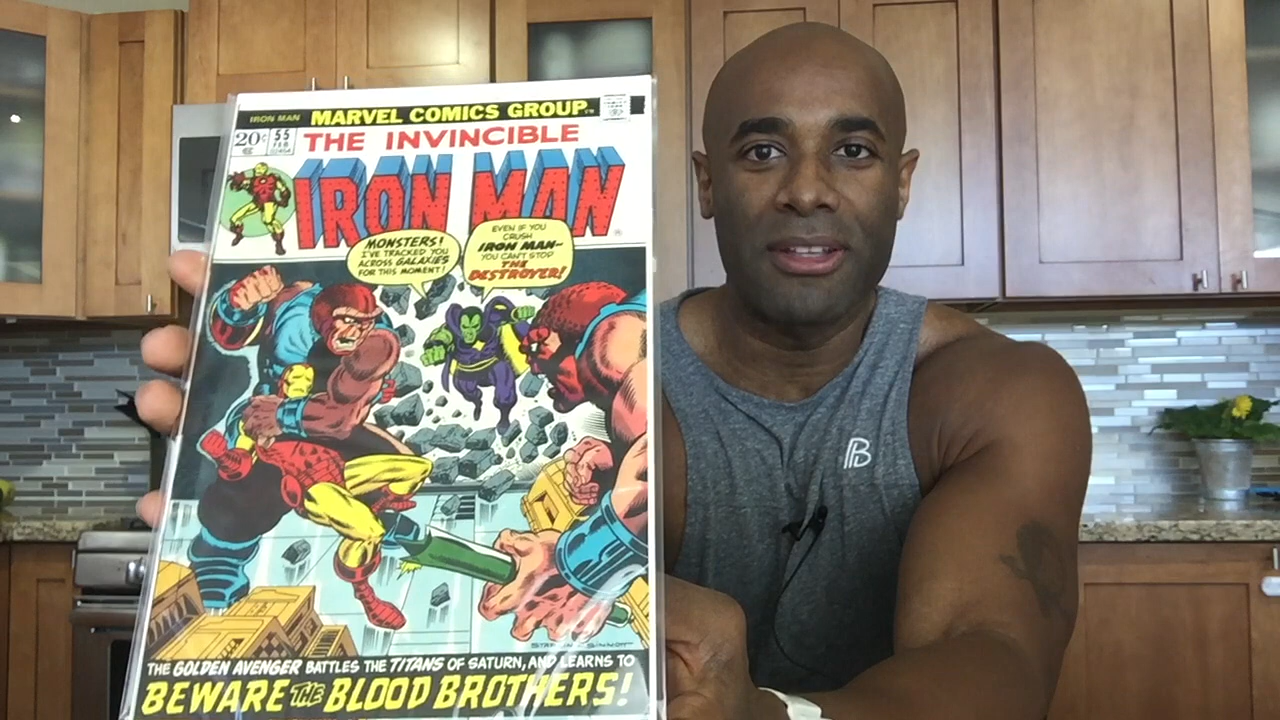 IRON MAN MARVEL COMICS GROUP™
20¢ 55
FEB
THE INVINCIBLE
IRON MAN
MONSTERS!
I'VE TRACKED YOU
ACROSS GALAXIES
FOR THIS MOMENT!
EVEN IF YOU
CRUSH
IRON MAN—
YOU CAN'T STOP
THE
DESTROYER!
THE GOLDEN AVENGER BATTLES THE TITANS OF SATURN, AND LEARNS TO
BEWARE THE BLOOD BROTHERS!